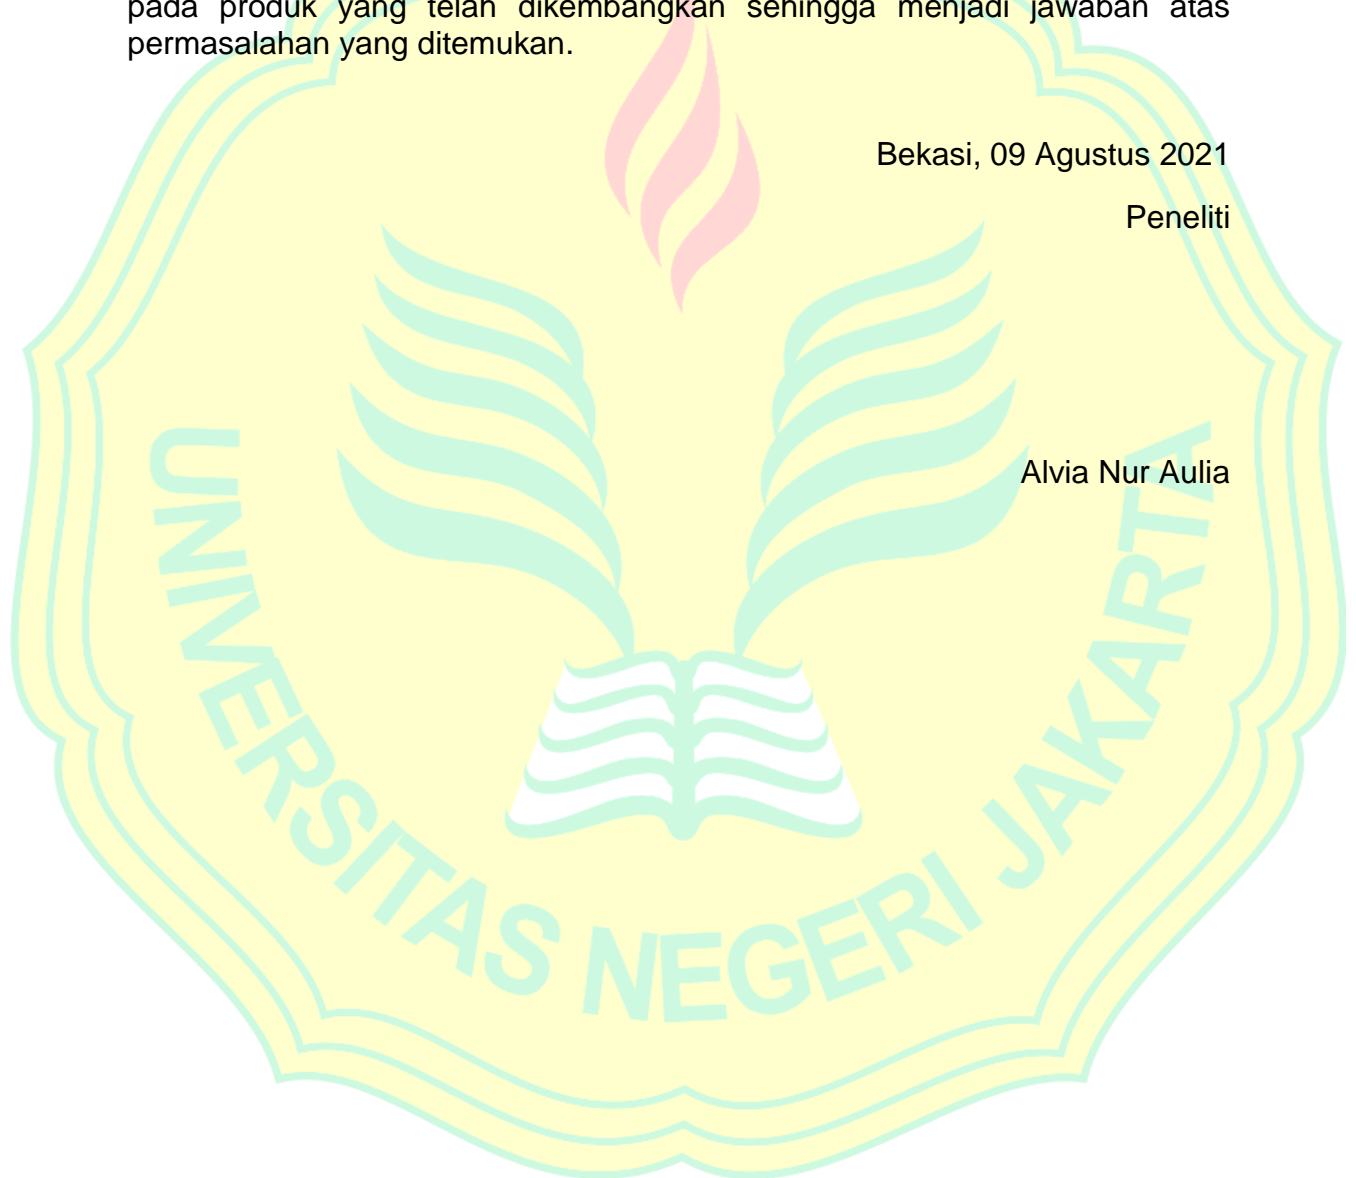 pada produk yang telah dikembangkan sehingga menjadi jawaban atas
permasalahan yang ditemukan.
Bekasi, 09 Agustus 2021
Peneliti
Alvia Nur Aulia
UNIVERSITAS NEGERI JAKARTA